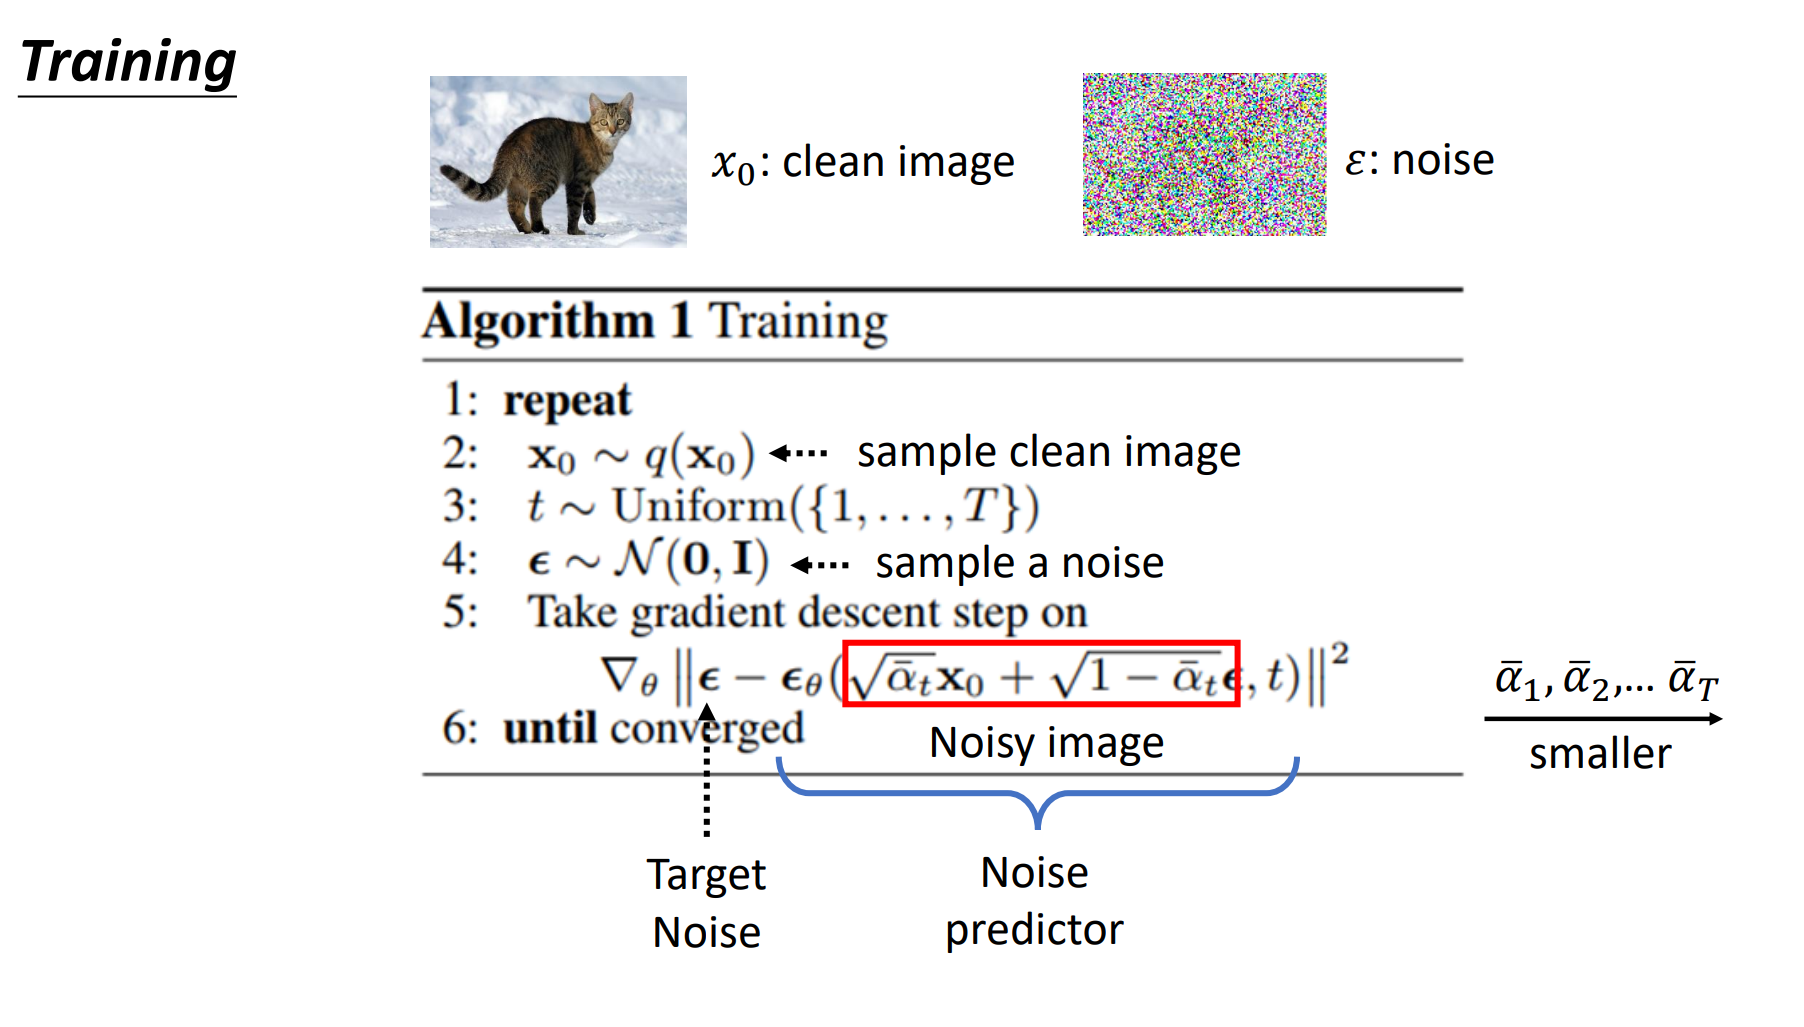 Training
x₀: clean image
ε: noise
Algorithm 1 Training
1: repeat
2: x₀ ∼ q(x₀)
sample clean image
3: t ∼ Uniform({1, . . . , T})
4: ϵ ∼ 𝒩(0, I)
sample a noise
5: Take gradient descent step on
∇θ ‖ϵ − ϵθ(√ᾱₜx₀ + √1 − ᾱₜϵ, t)‖²
6: until converged
Noisy image
ᾱ₁, ᾱ₂,… ᾱ_T
smaller
Target
Noise
Noise
predictor